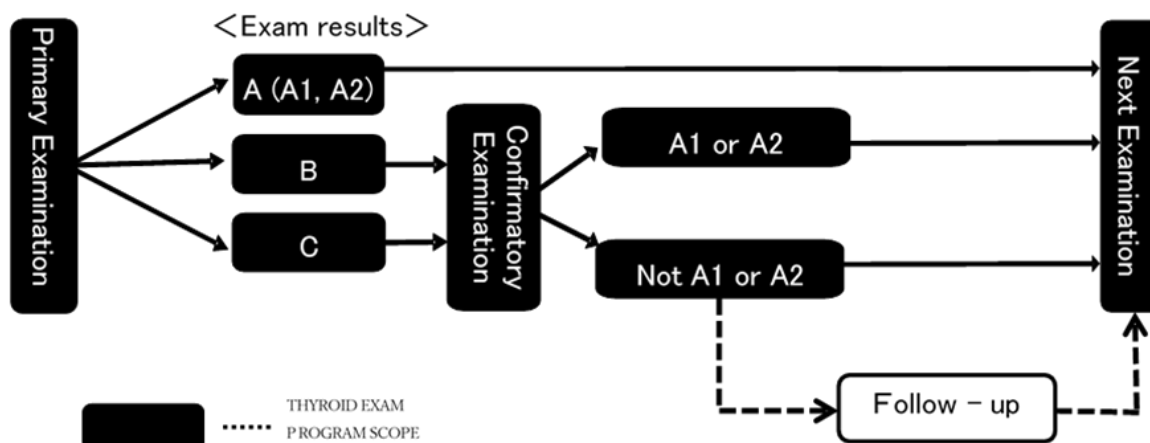 <Exam results>
Primary Examination
A (A1, A2)
B
C
Confirmatory
Examination
A1 or A2
Not A1 or A2
Next Examination
Follow – up
THYROID EXAM
PROGRAM SCOPE